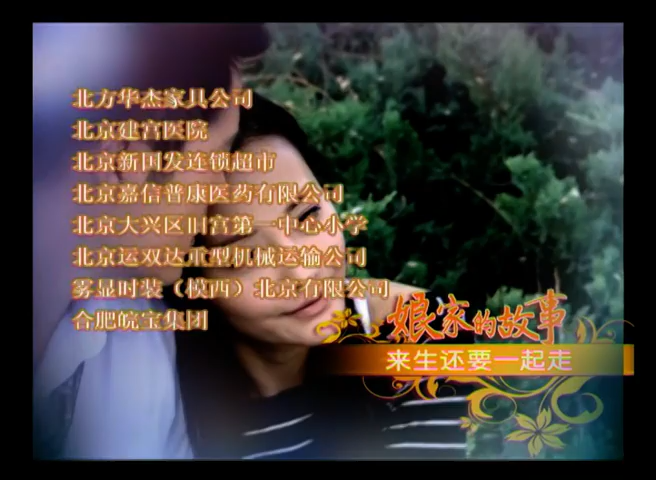 北方华杰家具公司
北京建宫医院
北京新国发连锁超市
北京嘉信普康医药有限公司
北京大兴区旧宫第一中心小学
北京运双达重型机械运输公司
雾显时装（模西）北京有限公司
合肥皖宝集团
娘家的故事
来生还要一起走